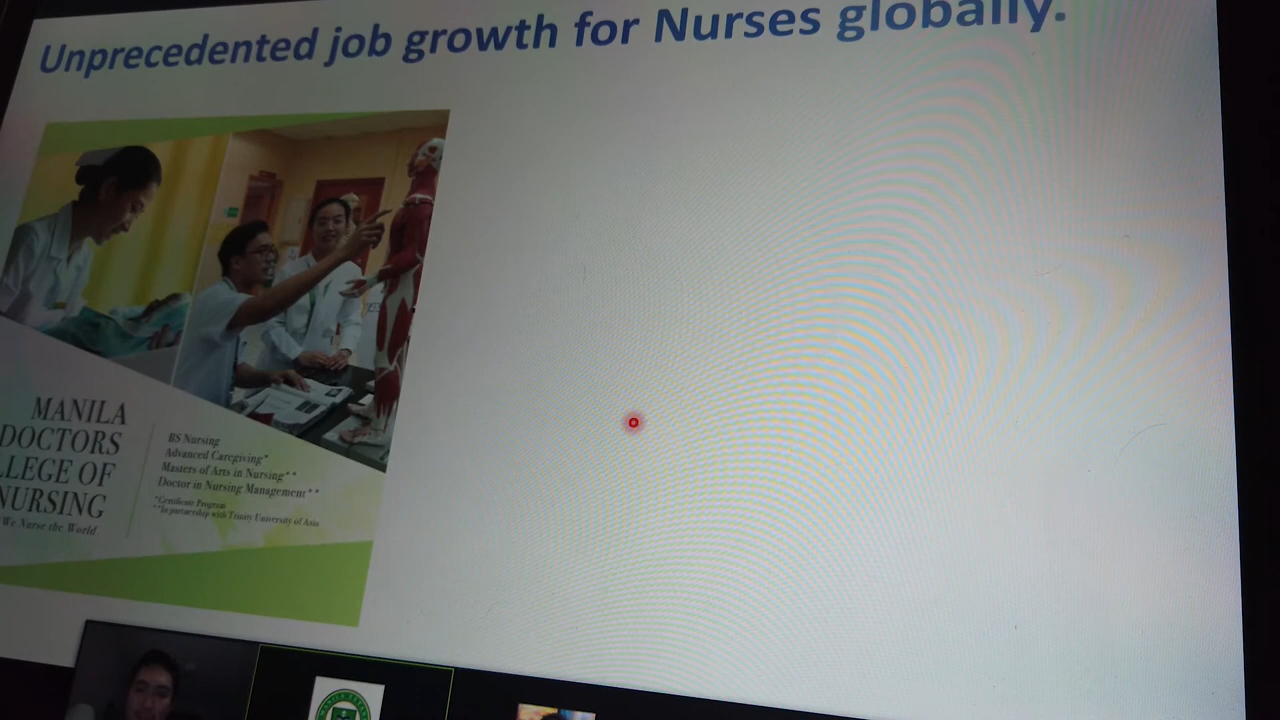 Unprecedented job growth for Nurses globally.
MANILA
DOCTORS
LLEGE OF
NURSING
We Nurse the World
BS Nursing
Advanced Caregiving*
Masters of Arts in Nursing**
Doctor in Nursing Management**
*Certificate Program
**In partnership with Trinity University of Asia